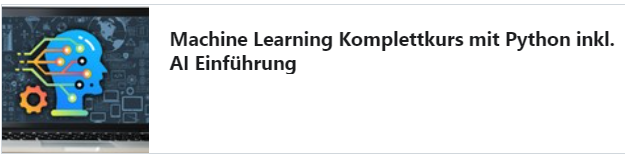 Machine Learning Komplettkurs mit Python inkl.
AI Einführung